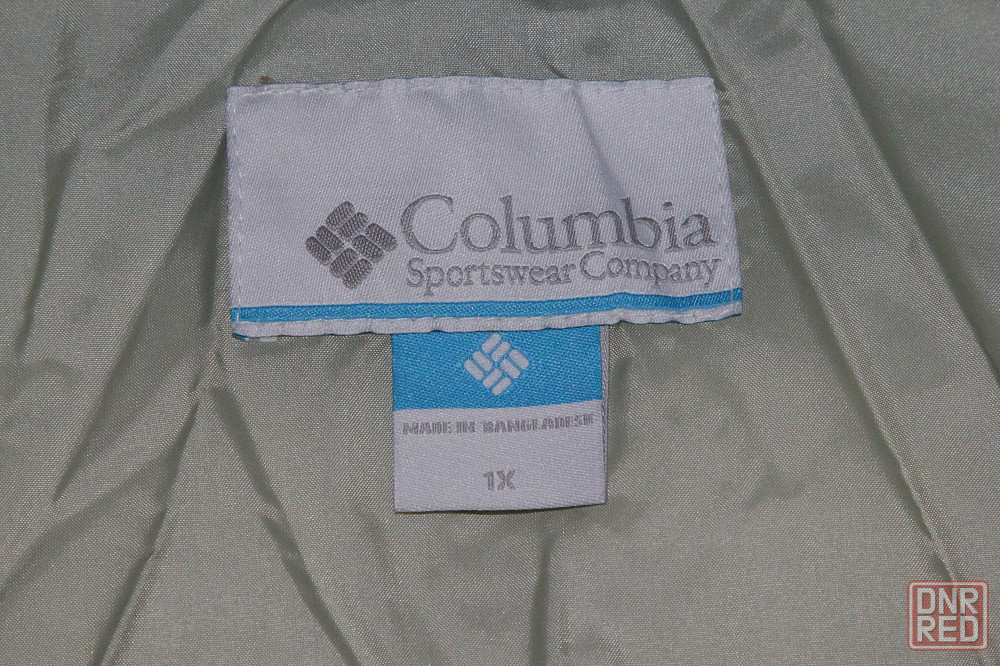 Columbia
Sportswear Company
MADE IN BANGLADESH
1X
DNR
RED